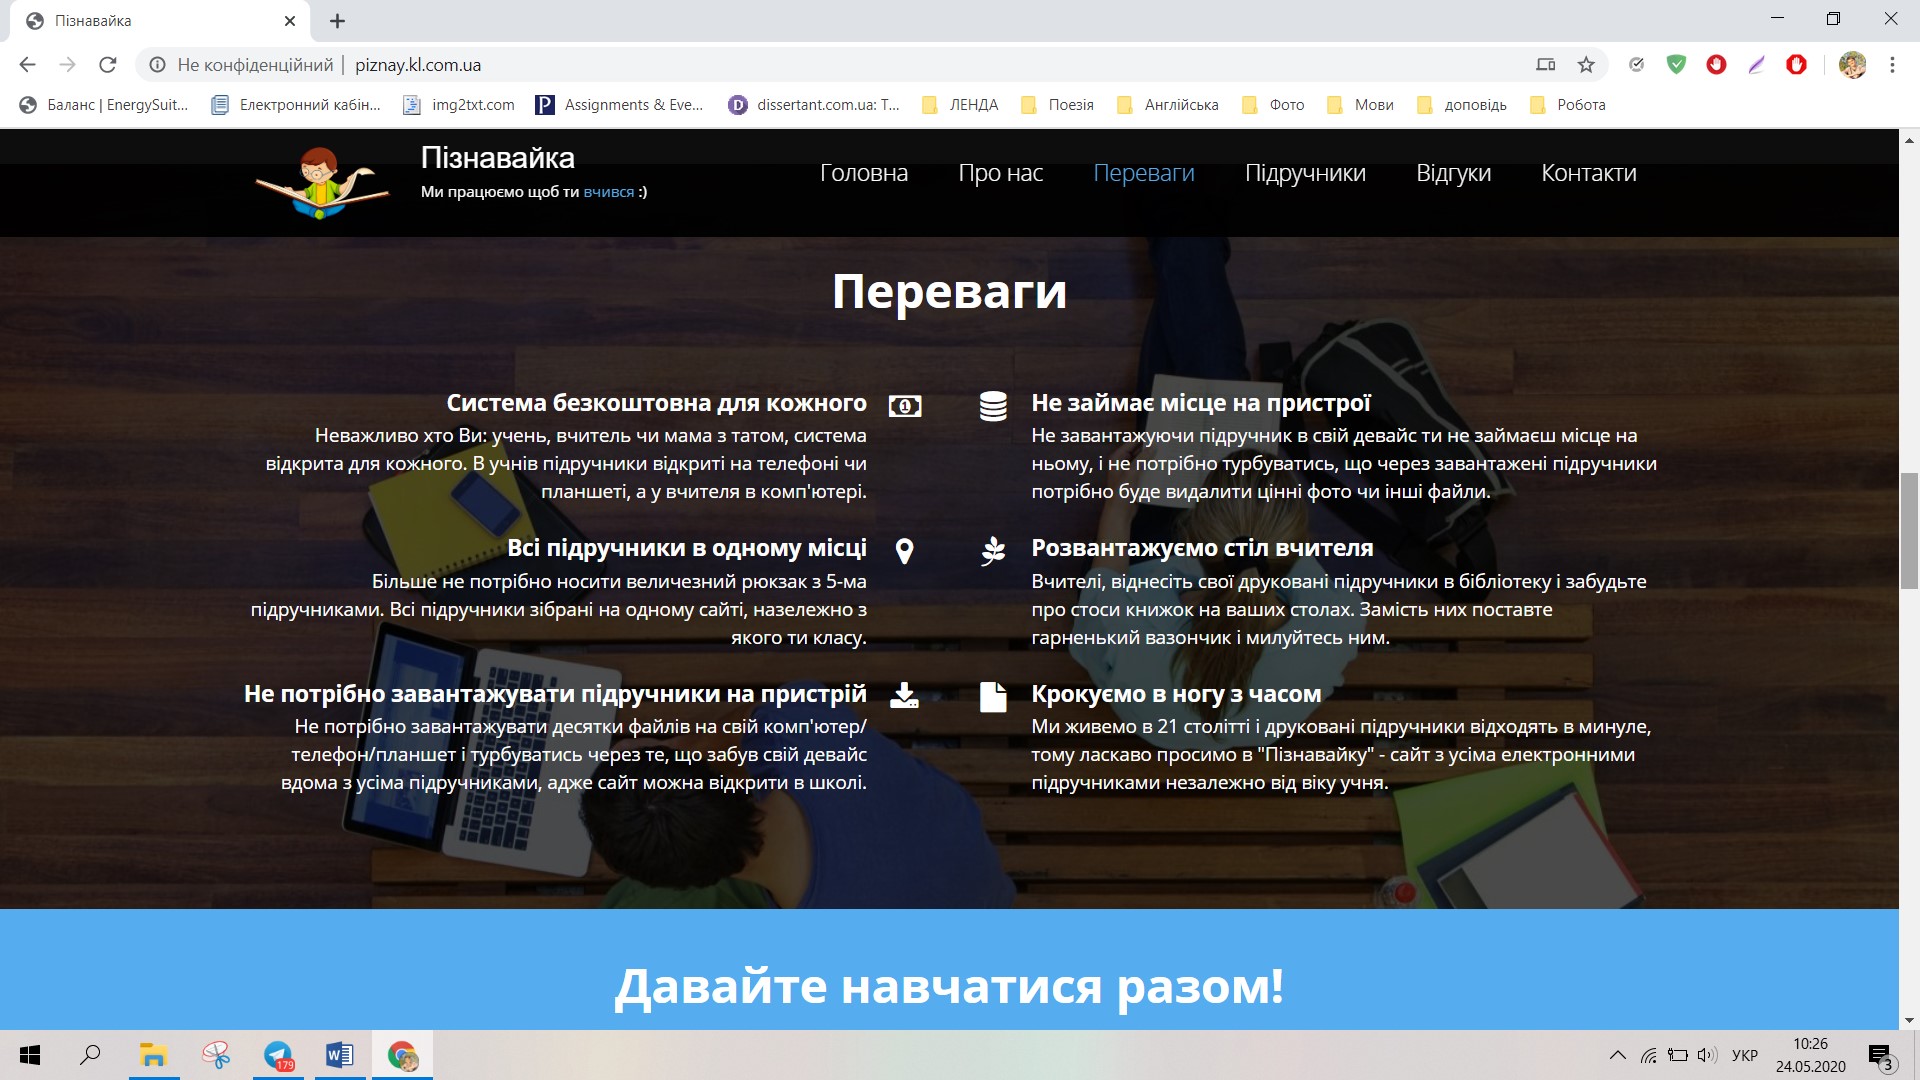 Пізнавайка
Не конфіденційний | piznay.kl.com.ua
Баланс | EnergySuit... Електронний кабін... img2txt.com Assignments & Eve... dissertant.com.ua: Т... ЛЕНДА Поезія Англійська Фото Мови доповідь Робота
Пізнавайка
Ми працюємо щоб ти вчився :)
Головна Про нас Переваги Підручники Відгуки Контакти
Переваги
Система безкоштовна для кожного
Неважливо хто Ви: учень, вчитель чи мама з татом, система
відкрита для кожного. В учнів підручники відкриті на телефоні чи
планшеті, а у вчителя в комп'ютері.
Не займає місце на пристрої
Не завантажуючи підручник в свій девайс ти не займаєш місце на
ньому, і не потрібно турбуватись, що через завантажені підручники
потрібно буде видалити цінні фото чи інші файли.
Всі підручники в одному місці
Більше не потрібно носити величезний рюкзак з 5-ма
підручниками. Всі підручники зібрані на одному сайті, назележно з
якого ти класу.
Розвантажуємо стіл вчителя
Вчителі, віднесіть свої друковані підручники в бібліотеку і забудьте
про стоси книжок на ваших столах. Замість них поставте
гарненький вазончик і милуйтесь ним.
Не потрібно завантажувати підручники на пристрій
Не потрібно завантажувати десятки файлів на свій комп'ютер/
телефон/планшет і турбуватись через те, що забув свій девайс
вдома з усіма підручниками, адже сайт можна відкрити в школі.
Крокуємо в ногу з часом
Ми живемо в 21 столітті і друковані підручники відходять в минуле,
тому ласкаво просимо в "Пізнавайку" - сайт з усіма електронними
підручниками незалежно від віку учня.
Давайте навчатися разом!
179
УКР
10:26
24.05.2020
3